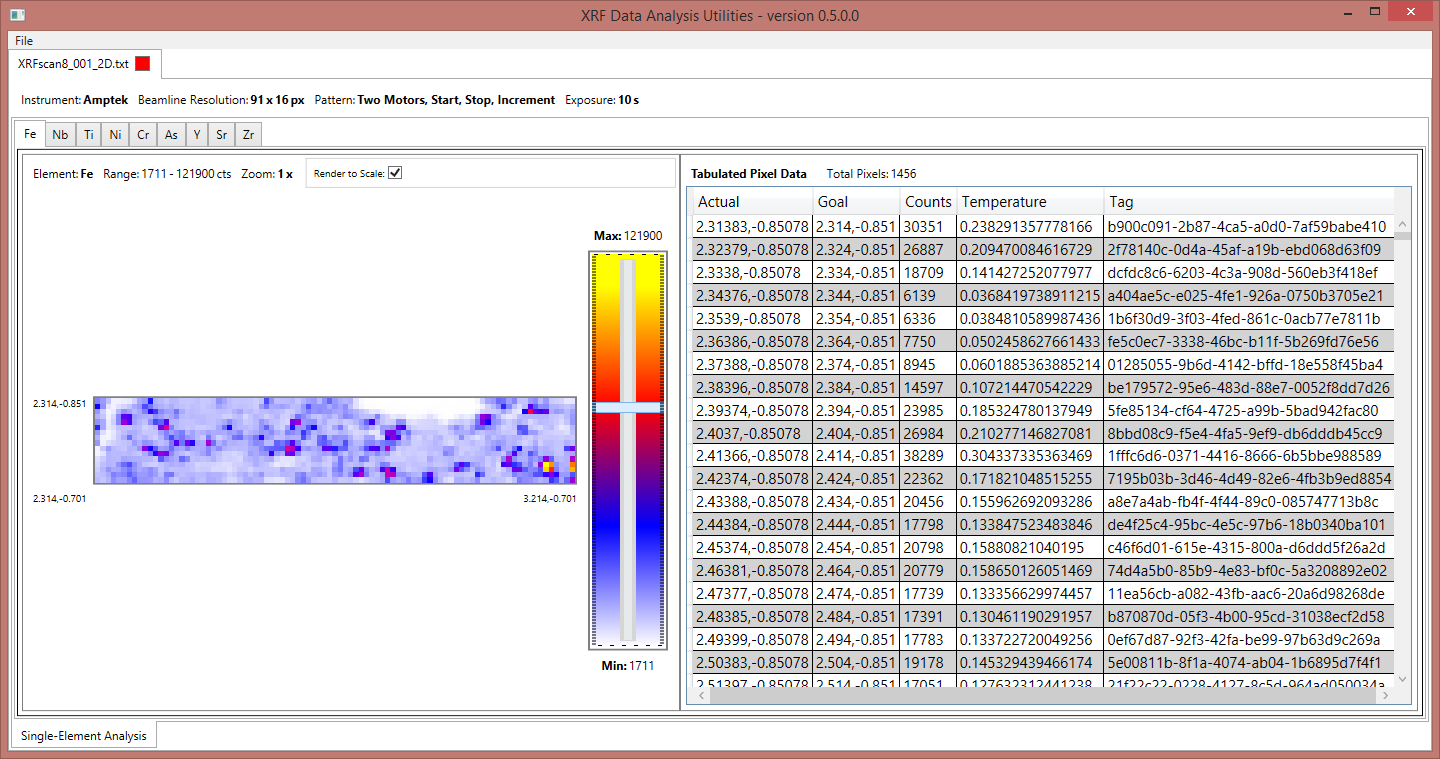 XRF Data Analysis Utilities - version 0.5.0.0
File
XRFscan8_001_2D.txt
Instrument: Amptek Beamline Resolution: 91 x 16 px Pattern: Two Motors, Start, Stop, Increment Exposure: 10 s
Fe Nb Ti Ni Cr As Y Sr Zr
Element: Fe Range: 1711 - 121900 cts Zoom: 1 x Render to Scale:
Max: 121900
2.314,-0.851
2.314,-0.701 3.214,-0.701
Min: 1711
Tabulated Pixel Data Total Pixels: 1456
Actual Goal Counts Temperature Tag
2.31383,-0.85078 2.314,-0.851 30351 0.238291357778166 b900c091-2b87-4ca5-a0d0-7af59babe410
2.32379,-0.85078 2.324,-0.851 26887 0.209470084616729 2f78140c-0d4a-45af-a19b-ebd068d63f09
2.3338,-0.85078 2.334,-0.851 18709 0.141427252077977 dcfdc8c6-6203-4c3a-908d-560eb3f418ef
2.34376,-0.85078 2.344,-0.851 6139 0.0368419738911215 a404ae5c-e025-4fe1-926a-0750b3705e21
2.3539,-0.85078 2.354,-0.851 6336 0.0384810589987436 1b6f30d9-3f03-4fed-861c-0acb77e7811b
2.36386,-0.85078 2.364,-0.851 7750 0.0502458627661433 fe5c0ec7-3338-46bc-b11f-5b269fd76e56
2.37388,-0.85078 2.374,-0.851 8945 0.0601885363885214 01285055-9b6d-4142-bffd-18e558f45ba4
2.38396,-0.85078 2.384,-0.851 14597 0.107214470542229 be179572-95e6-483d-88e7-0052f8dd7d26
2.39374,-0.85078 2.394,-0.851 23985 0.185324780137949 5fe85134-cf64-4725-a99b-5bad942fac80
2.4037,-0.85078 2.404,-0.851 26984 0.210277146827081 8bbd08c9-f5e4-4fa5-9ef9-db6dddb45cc9
2.41366,-0.85078 2.414,-0.851 38289 0.304337335363469 1fffc6d6-0371-4416-8666-6b5bbe988589
2.42374,-0.85078 2.424,-0.851 22362 0.171821048515255 7195b03b-3d46-4d49-82e6-4fb3b9ed8854
2.43388,-0.85078 2.434,-0.851 20456 0.155962692093286 a8e7a4ab-fb4f-4f44-89c0-085747713b8c
2.44384,-0.85078 2.444,-0.851 17798 0.133847523483846 de4f25c4-95bc-4e5c-97b6-18b0340ba101
2.45374,-0.85078 2.454,-0.851 20798 0.15880821040195 c46f6d01-615e-4315-800a-d6ddd5f26a2d
2.46381,-0.85078 2.464,-0.851 20779 0.158650126051469 74d4a5b0-85b9-4e83-bf0c-5a3208892e02
2.47377,-0.85078 2.474,-0.851 17739 0.133356629974457 11ea56cb-a082-43fb-aac6-20a6d98268de
2.48385,-0.85078 2.484,-0.851 17391 0.130461190291957 b870870d-05f3-4b00-95cd-31038ecf2d58
2.49399,-0.85078 2.494,-0.851 17783 0.133722720049256 0ef67d87-92f3-42fa-be99-97b63d9c269a
2.50383,-0.85078 2.504,-0.851 19178 0.145329439466174 5e00811b-8f1a-4074-ab04-1b6895d7f4f1
2.51397,-0.85078 2.514,-0.851 17051 0.127632312441238 21f22c22-0228-4127-8c5d-964ad050034a
Single-Element Analysis